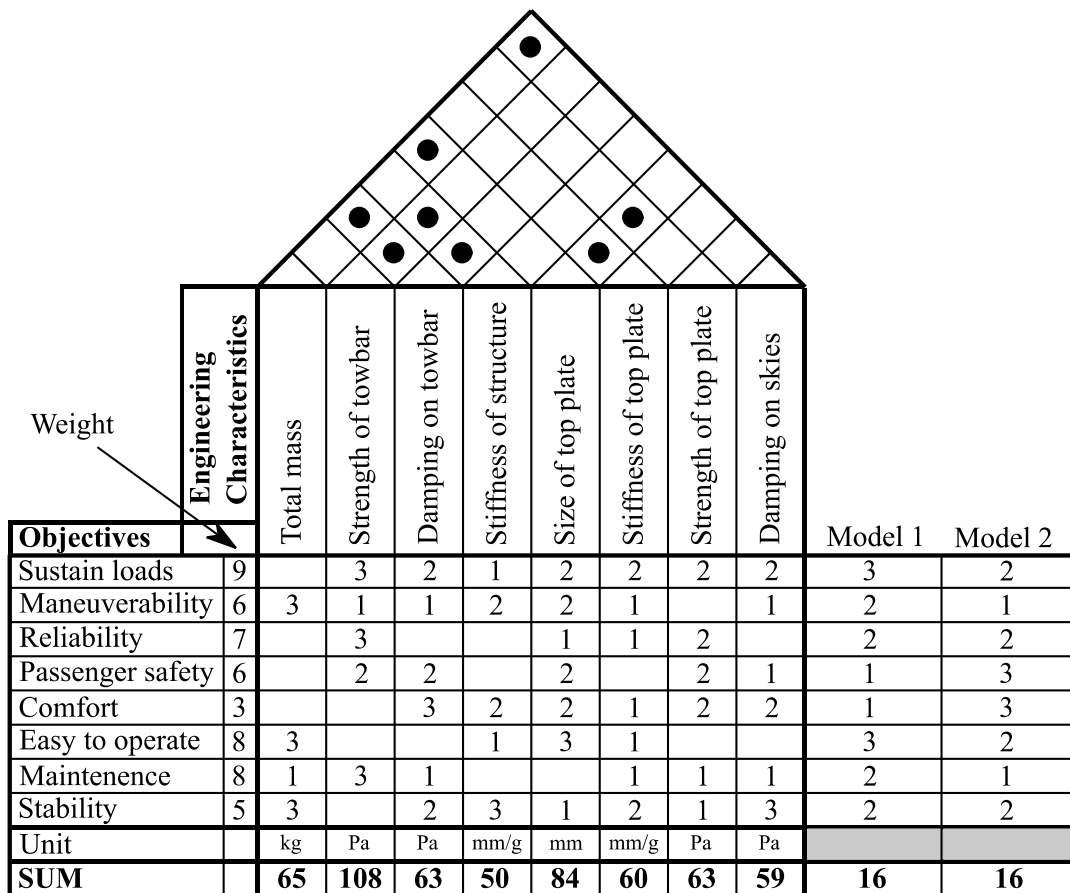 Weight
Engineering
Characteristics
Total mass
Strength of towbar
Damping on towbar
Stiffness of structure
Size of top plate
Stiffness of top plate
Strength of top plate
Damping on skies
Objectives Model 1 Model 2
Sustain loads 9 3 2 1 2 2 2 2 3 2
Maneuverability 6 3 1 1 2 2 1 1 2 1
Reliability 7 3 1 1 2 2 2
Passenger safety 6 2 2 2 2 1 1 3
Comfort 3 3 2 2 1 2 2 1 3
Easy to operate 8 3 1 3 1 3 2
Maintenence 8 1 3 1 1 1 1 2 1
Stability 5 3 2 3 1 2 1 3 2 2
Unit kg Pa Pa mm/g mm mm/g Pa Pa
SUM 65 108 63 50 84 60 63 59 16 16